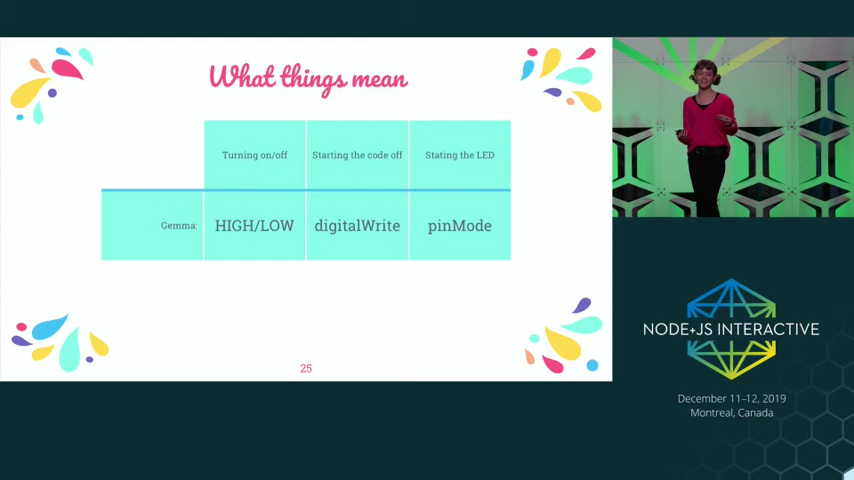 What things mean
Turning on/off
Starting the code off
Stating the LED
Gemma:
HIGH/LOW
digitalWrite
pinMode
25
NODE+JS INTERACTIVE
December 11–12, 2019
Montreal, Canada